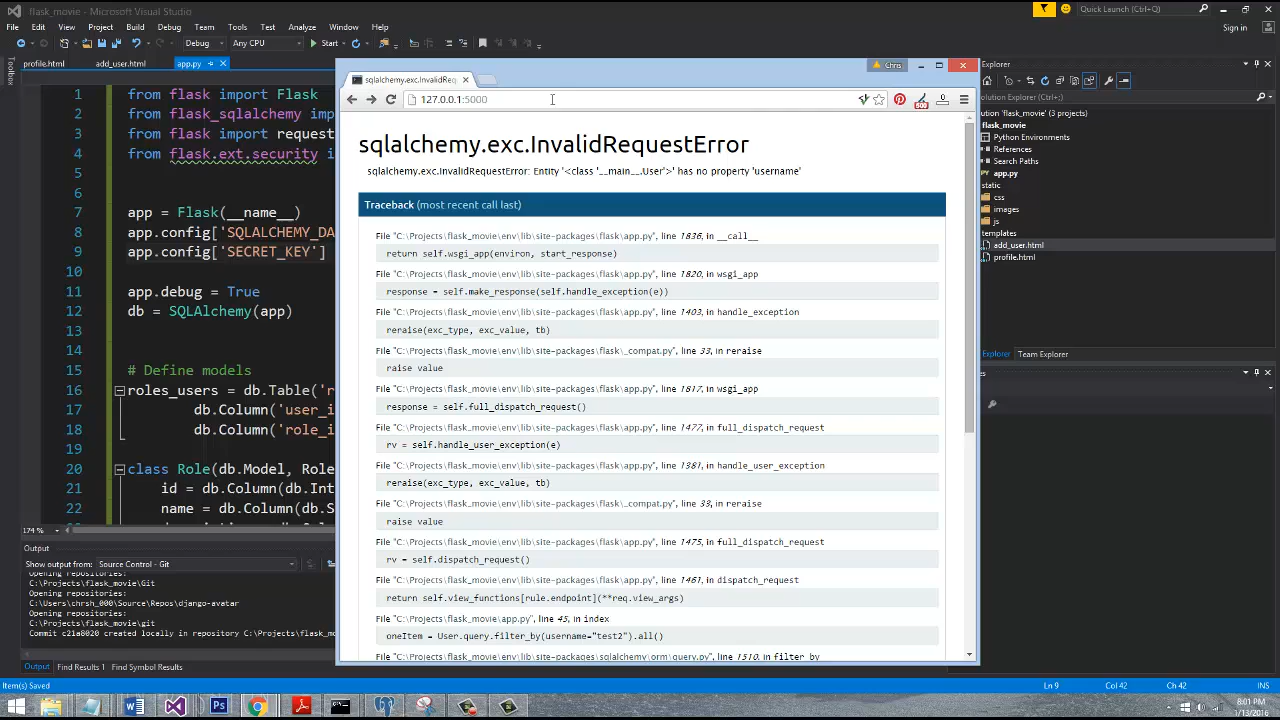 flask_movie - Microsoft Visual Studio
Quick Launch (Ctrl+;)
File Edit View Project Build Debug Team Tools Test
Sign in
Debug Any CPU Start
Toolbox
profile.html add_user.html app.py
1 from flask import Flask
2 from flask_sqlalchemy imp
3 from flask import request
4 from flask.ext.security i
5
6
7 app = Flask(__name__)
8 app.config['SQLALCHEMY_DA
9 app.config['SECRET_KEY']
10
11 app.debug = True
12 db = SQLAlchemy(app)
13
14
15 # Define models
16 roles_users = db.Table('r
17 db.Column('user_i
18 db.Column('role_i
19
20 class Role(db.Model, Role
21 id = db.Column(db.Int
22 name = db.Column(db.S
174 %
Output
Show output from: Source Control - Git
Opening repositories:
C:\Projects\flask_movie\Git
Opening repositories:
C:\Users\chrsh_000\Source\Repos\django-avatar
Opening repositories:
C:\Projects\flask_movie\git
Commit c21a8020 created locally in repository C:\Projects\flask_m
Output Find Results 1 Find Symbol Results
Item(s) Saved
Chris
sqlalchemy.exc.InvalidReq
127.0.0.1:5000
500
sqlalchemy.exc.InvalidRequestError
sqlalchemy.exc.InvalidRequestError: Entity '<class '__main__.User'>' has no property 'username'
Traceback (most recent call last)
File "C:\Projects\flask_movie\env\lib\site-packages\flask\app.py", line 1836, in __call__
return self.wsgi_app(environ, start_response)
File "C:\Projects\flask_movie\env\lib\site-packages\flask\app.py", line 1820, in wsgi_app
response = self.make_response(self.handle_exception(e))
File "C:\Projects\flask_movie\env\lib\site-packages\flask\app.py", line 1403, in handle_exception
reraise(exc_type, exc_value, tb)
File "C:\Projects\flask_movie\env\lib\site-packages\flask\_compat.py", line 33, in reraise
raise value
File "C:\Projects\flask_movie\env\lib\site-packages\flask\app.py", line 1817, in wsgi_app
response = self.full_dispatch_request()
File "C:\Projects\flask_movie\env\lib\site-packages\flask\app.py", line 1477, in full_dispatch_request
rv = self.handle_user_exception(e)
File "C:\Projects\flask_movie\env\lib\site-packages\flask\app.py", line 1381, in handle_user_exception
reraise(exc_type, exc_value, tb)
File "C:\Projects\flask_movie\env\lib\site-packages\flask\_compat.py", line 33, in reraise
raise value
File "C:\Projects\flask_movie\env\lib\site-packages\flask\app.py", line 1475, in full_dispatch_request
rv = self.dispatch_request()
File "C:\Projects\flask_movie\env\lib\site-packages\flask\app.py", line 1461, in dispatch_request
return self.view_functions[rule.endpoint](**req.view_args)
File "C:\Projects\flask_movie\app.py", line 45, in index
oneItem = User.query.filter_by(username="test2").all()
File "C:\Projects\flask_movie\env\lib\site-packages\sqlalchemy\orm\query.py", line 1510, in filter_by
Explorer
olution Explorer (Ctrl+;)
olution 'flask_movie' (3 projects)
flask_movie
Python Environments
References
Search Paths
app.py
static
css
images
js
templates
add_user.html
profile.html
Explorer Team Explorer
es
Ln 9 Col 42 Ch 42 INS
8:01 PM
1/13/2016